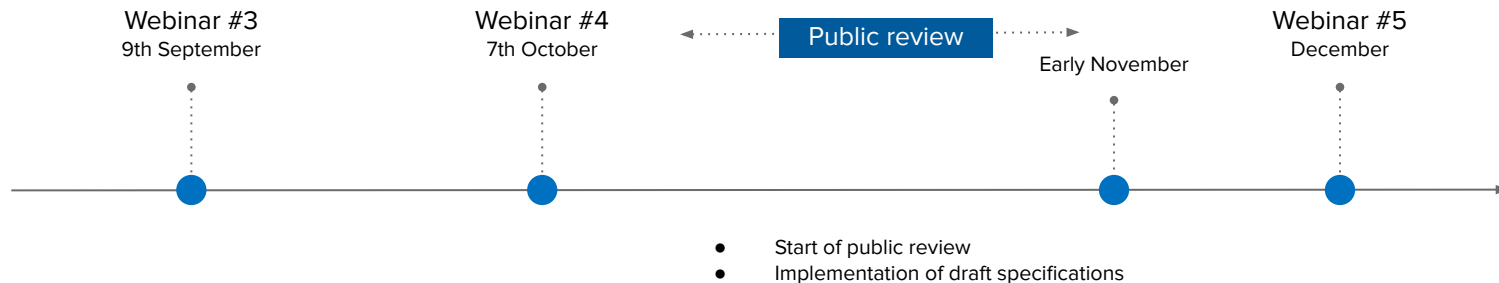 Webinar #3
9th September
Webinar #4
7th October
Public review
Early November
Webinar #5
December
● Start of public review
● Implementation of draft specifications